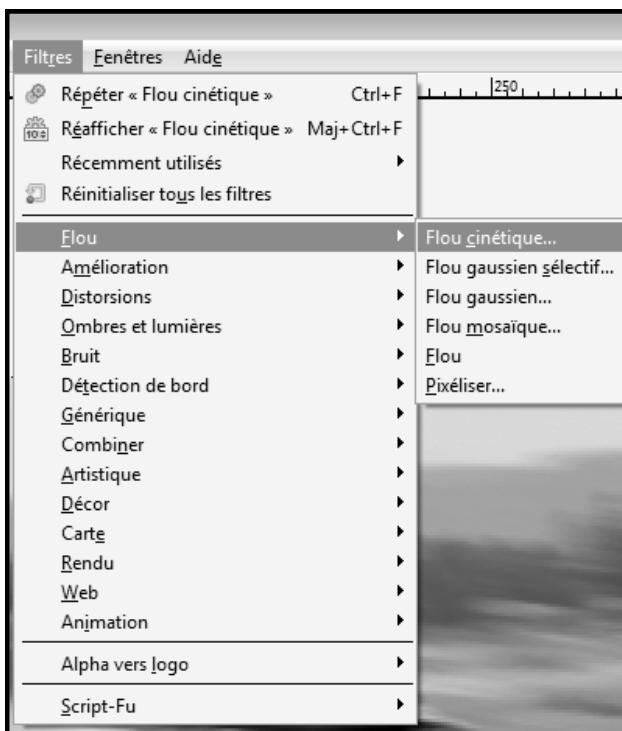 Filtres Fenêtres Aide
250
Répéter « Flou cinétique » Ctrl+F
Réafficher « Flou cinétique » Maj+Ctrl+F
Récemment utilisés
Réinitialiser tous les filtres
Flou
Amélioration
Distorsions
Ombres et lumières
Bruit
Détection de bord
Générique
Combiner
Artistique
Décor
Carte
Rendu
Web
Animation
Alpha vers logo
Script-Fu
Flou cinétique...
Flou gaussien sélectif...
Flou gaussien...
Flou mosaïque...
Flou
Pixéliser...